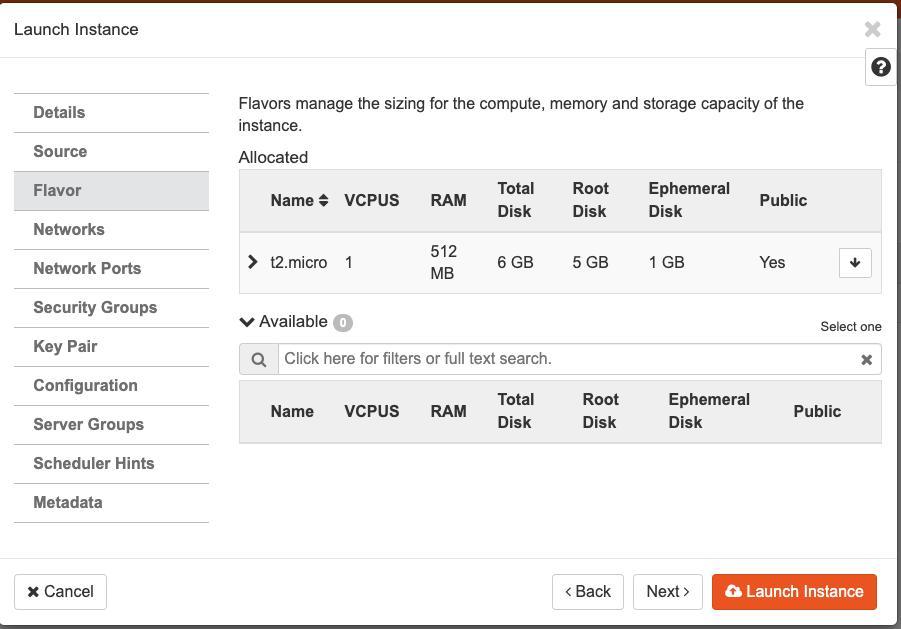 Launch Instance
Details
Source
Flavor
Networks
Network Ports
Security Groups
Key Pair
Configuration
Server Groups
Scheduler Hints
Metadata
Flavors manage the sizing for the compute, memory and storage capacity of the
instance.
Allocated
Name VCPUS RAM Total Disk Root Disk Ephemeral Disk Public
t2.micro 1 512 MB 6 GB 5 GB 1 GB Yes
Available 0
Select one
Click here for filters or full text search.
Name VCPUS RAM Total Disk Root Disk Ephemeral Disk Public
Cancel
< Back
Next >
Launch Instance